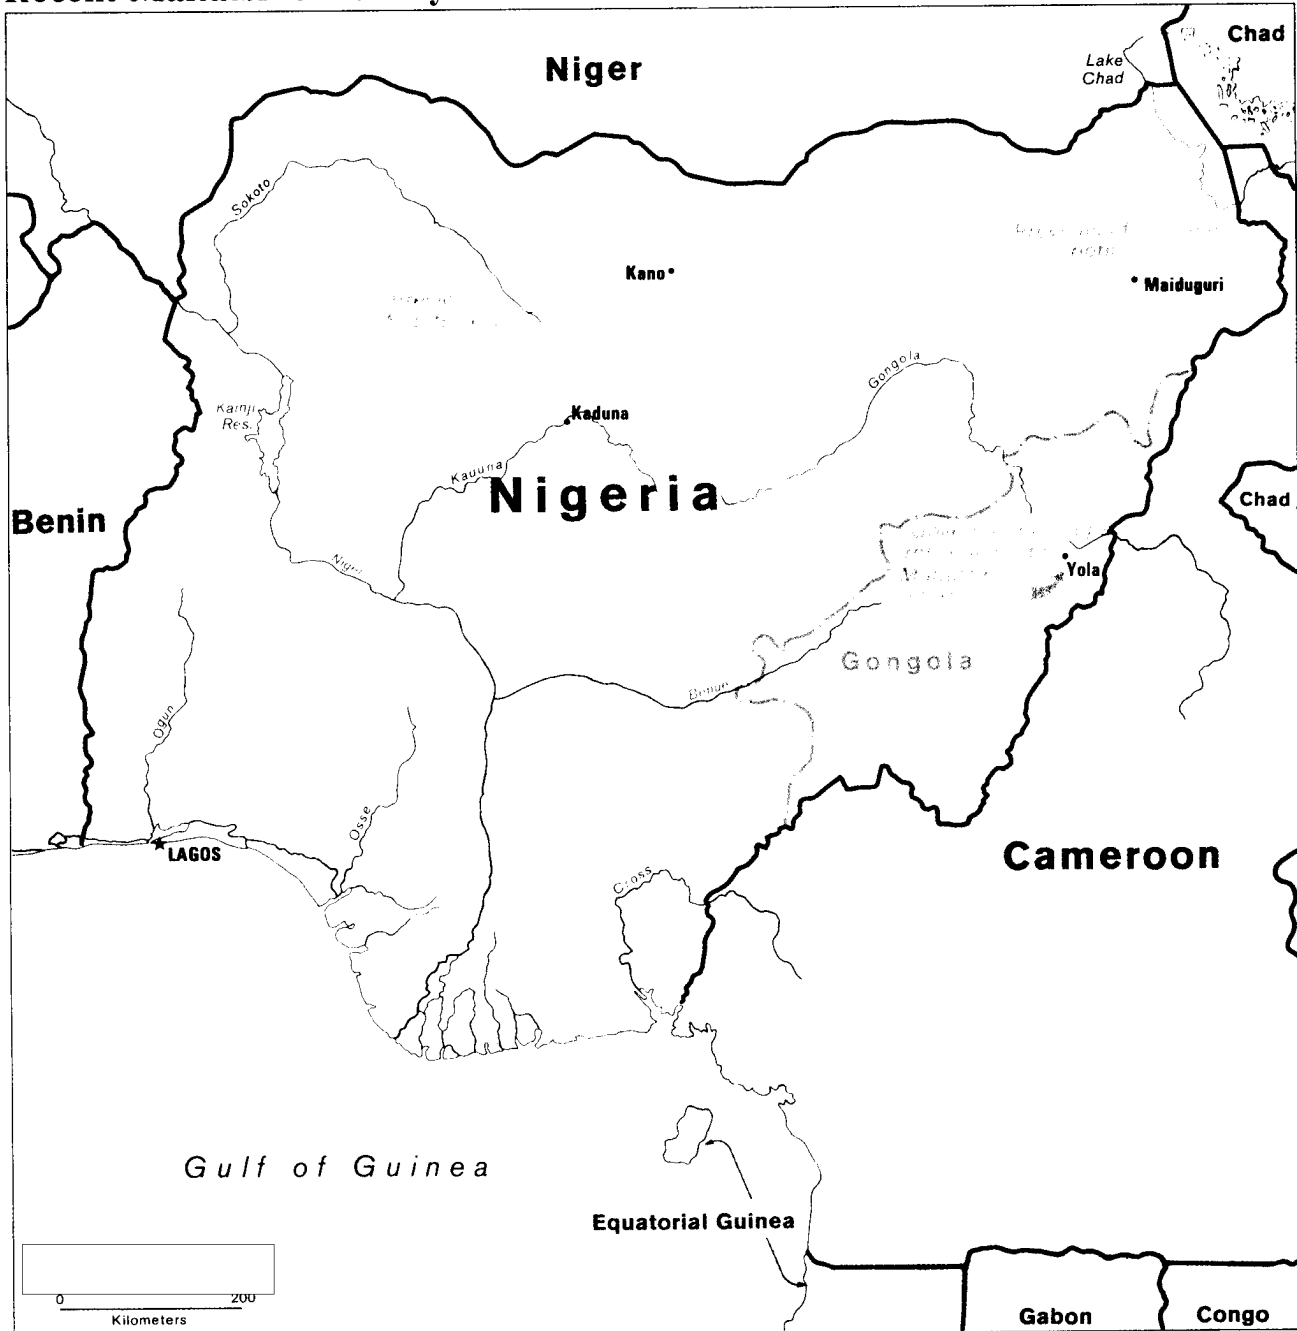 Niger
Chad
Lake
Chad
Sokoto
Kano
Maiduguri
Gongola
Kainji
Res.
Kaduna
Nigeria
Chad
Benin
Niger
Yola
Gongola
Benue
Ogun
Osse
LAGOS
Cross
Cameroon
Gulf of Guinea
Equatorial Guinea
0 200
Kilometers
Gabon
Congo